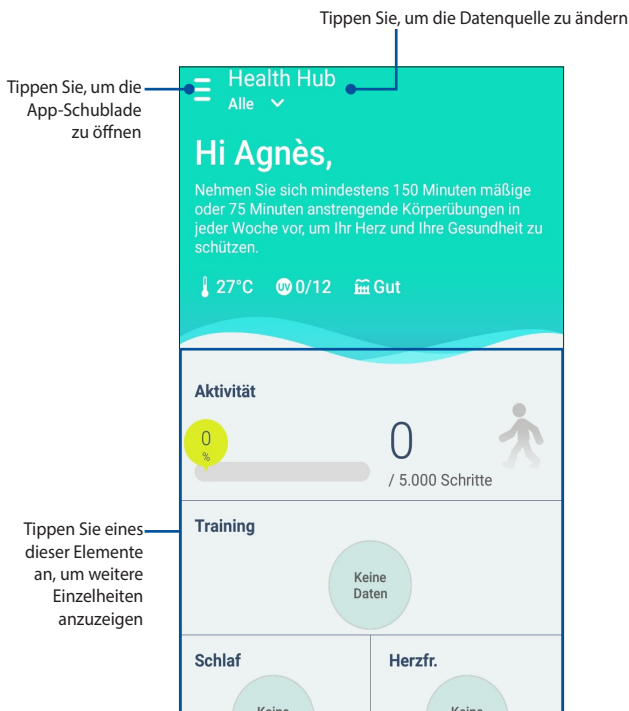 Tippen Sie, um die Datenquelle zu ändern
Tippen Sie, um die
App-Schublade
zu öffnen
Health Hub
Alle
Hi Agnès,
Nehmen Sie sich mindestens 150 Minuten mäßige
oder 75 Minuten anstrengende Körperübungen in
jeder Woche vor, um Ihr Herz und Ihre Gesundheit zu
schützen.
27°C UV 0/12 Gut
Aktivität
0
%
0
/ 5.000 Schritte
Tippen Sie eines
dieser Elemente
an, um weitere
Einzelheiten
anzuzeigen
Training
Keine
Daten
Schlaf Herzfr.
Keine Keine